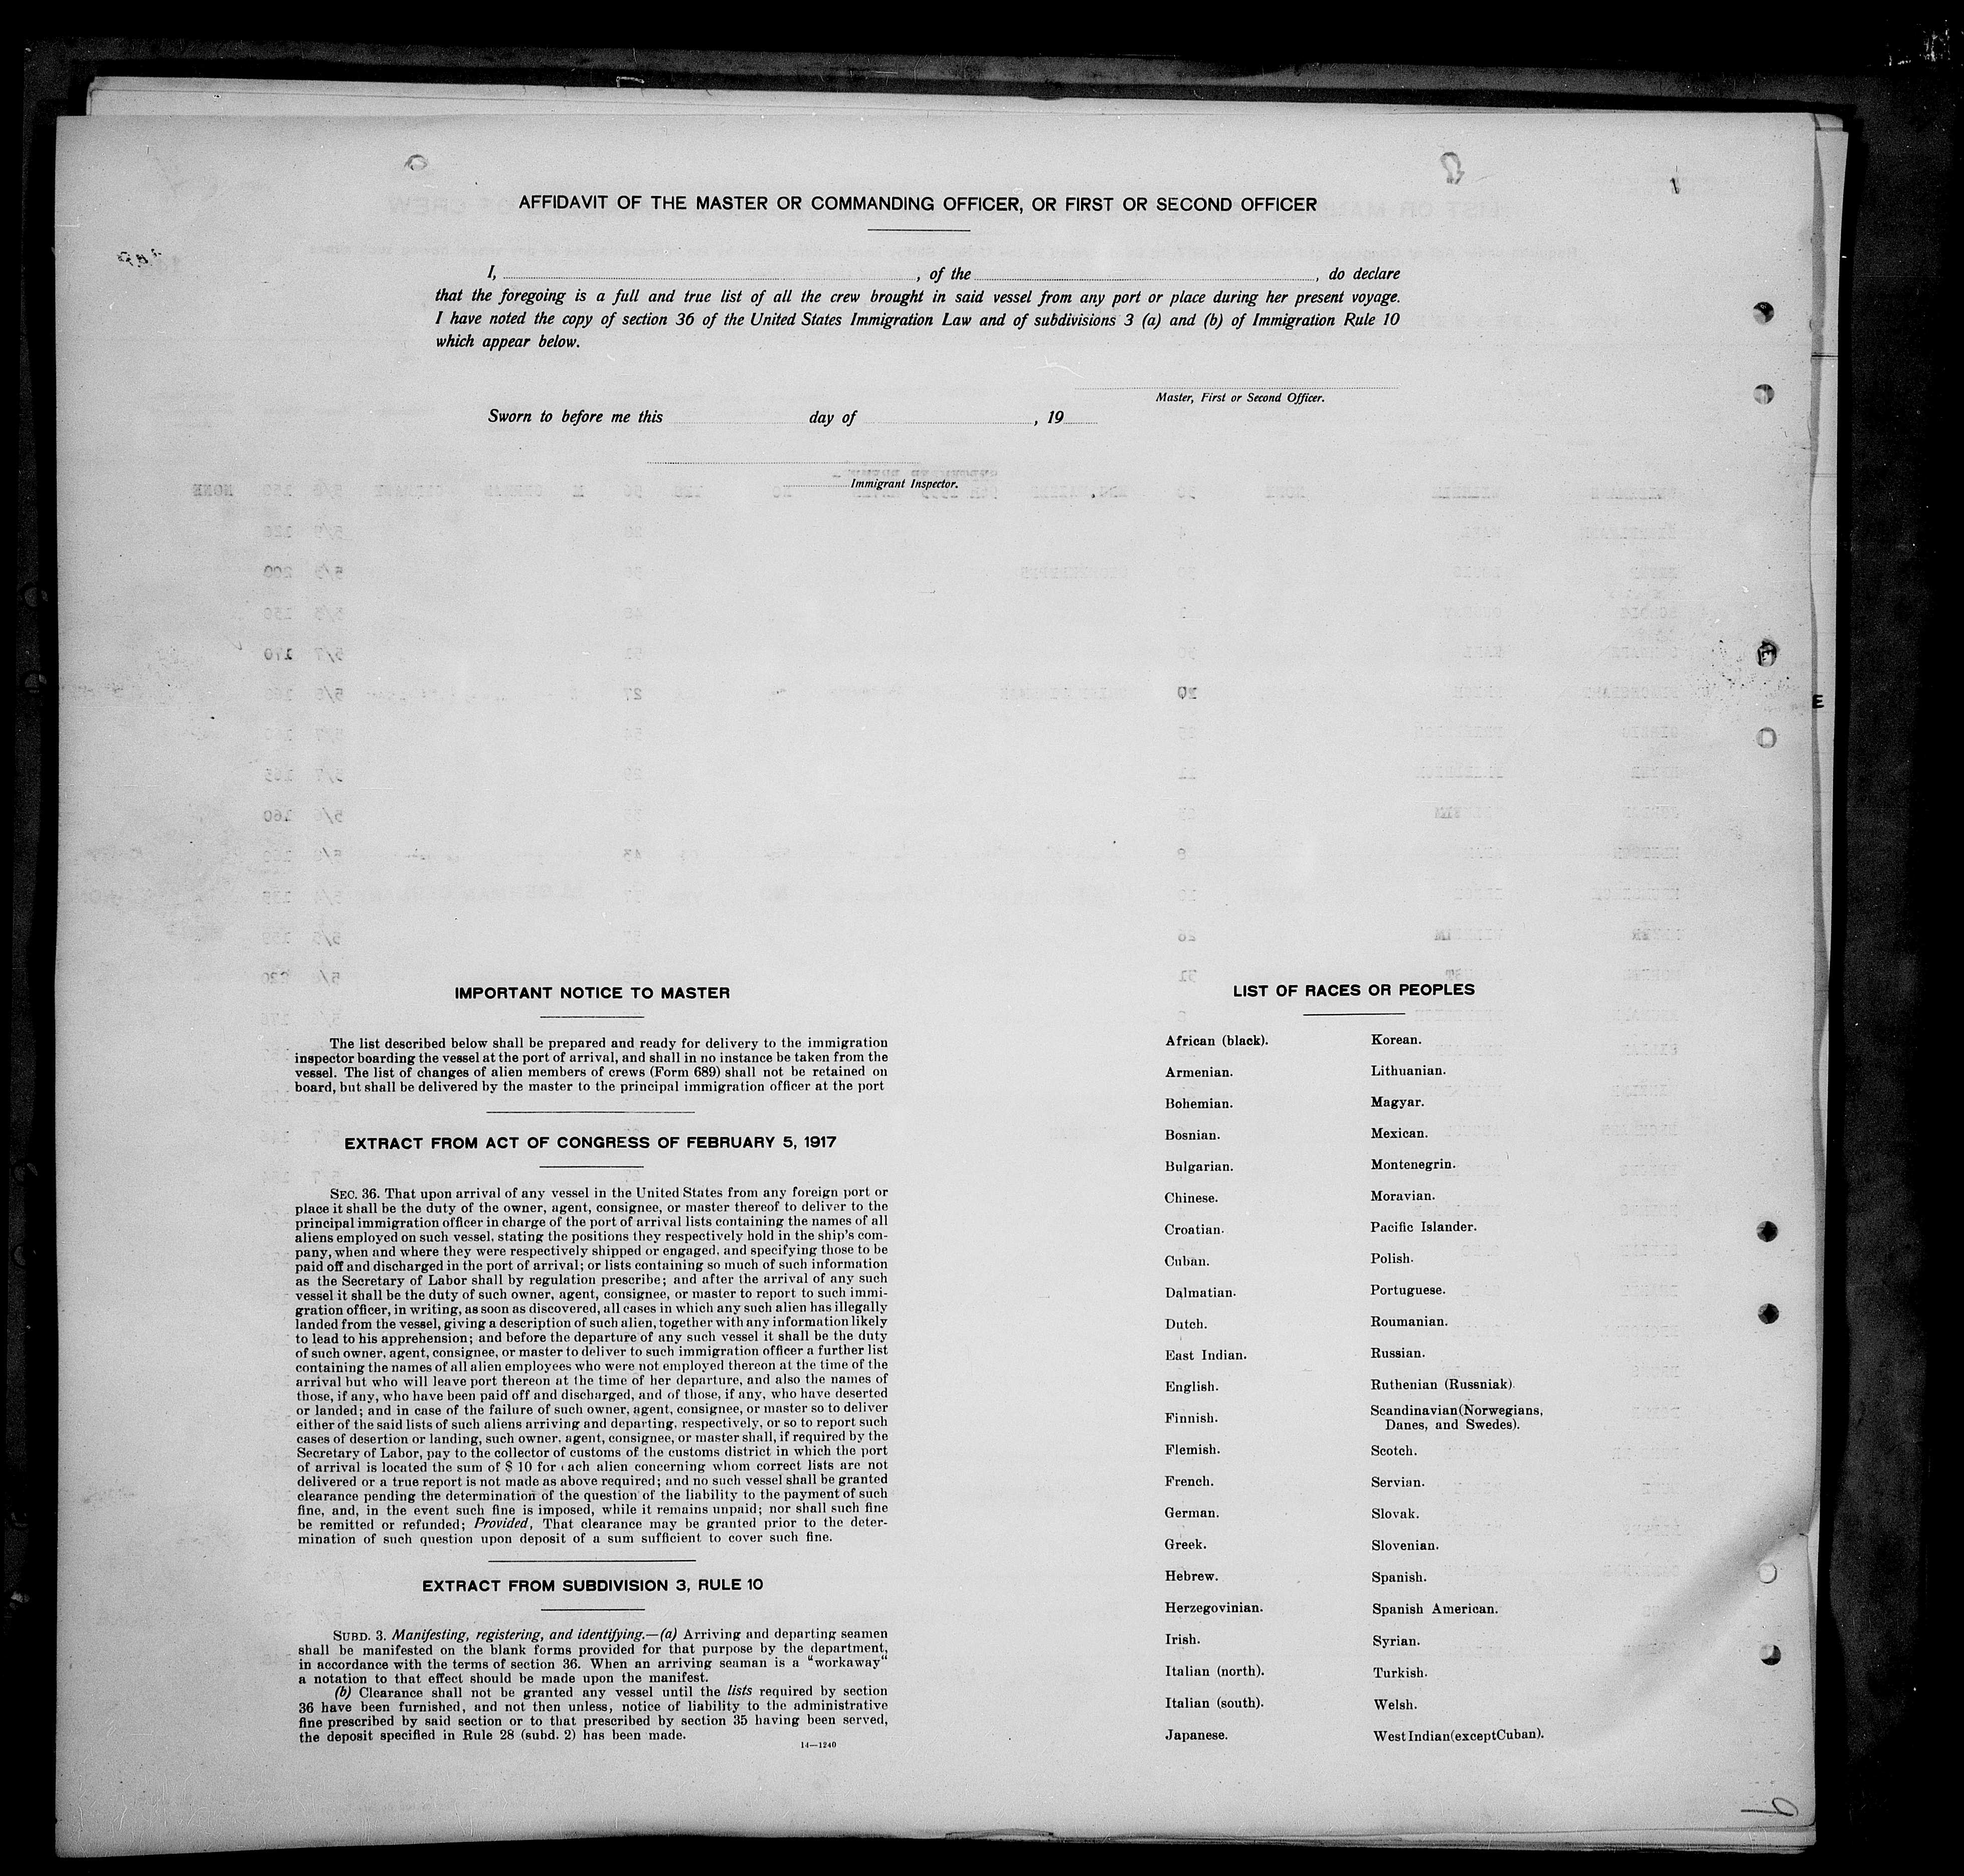 AFFIDAVIT OF THE MASTER OR COMMANDING OFFICER, OR FIRST OR SECOND OFFICER
I, , of the , do declare
that the foregoing is a full and true list of all the crew brought in said vessel from any port or place during her present voyage.
I have noted the copy of section 36 of the United States Immigration Law and of subdivisions 3 (a) and (b) of Immigration Rule 10
which appear below.
Master, First or Second Officer.
Sworn to before me this day of , 19
Immigrant Inspector.
IMPORTANT NOTICE TO MASTER
The list described below shall be prepared and ready for delivery to the immigration
inspector boarding the vessel at the port of arrival, and shall in no instance be taken from the
vessel. The list of changes of alien members of crews (Form 689) shall not be retained on
board, but shall be delivered by the master to the principal immigration officer at the port
EXTRACT FROM ACT OF CONGRESS OF FEBRUARY 5, 1917
SEC. 36. That upon arrival of any vessel in the United States from any foreign port or
place it shall be the duty of the owner, agent, consignee, or master thereof to deliver to the
principal immigration officer in charge of the port of arrival lists containing the names of all
aliens employed on such vessel, stating the positions they respectively hold in the ship's com-
pany, when and where they were respectively shipped or engaged, and specifying those to be
paid off and discharged in the port of arrival; or lists containing so much of such information
as the Secretary of Labor shall by regulation prescribe; and after the arrival of any such
vessel it shall be the duty of such owner, agent, consignee, or master to report to such immi-
gration officer, in writing, as soon as discovered, all cases in which any such alien has illegally
landed from the vessel, giving a description of such alien, together with any information likely
to lead to his apprehension; and before the departure of any such vessel it shall be the duty
of such owner, agent, consignee, or master to deliver to such immigration officer a further list
containing the names of all alien employees who were not employed thereon at the time of the
arrival but who will leave port thereon at the time of her departure, and also the names of
those, if any, who have been paid off and discharged, and of those, if any, who have deserted
or landed; and in case of the failure of such owner, agent, consignee, or master so to deliver
either of the said lists of such aliens arriving and departing, respectively, or so to report such
cases of desertion or landing, such owner, agent, consignee, or master shall, if required by the
Secretary of Labor, pay to the collector of customs of the customs district in which the port
of arrival is located the sum of $ 10 for each alien concerning whom correct lists are not
delivered or a true report is not made as above required; and no such vessel shall be granted
clearance pending the determination of the question of the liability to the payment of such
fine, and, in the event such fine is imposed, while it remains unpaid; nor shall such fine
be remitted or refunded; Provided, That clearance may be granted prior to the deter-
mination of such question upon deposit of a sum sufficient to cover such fine.
EXTRACT FROM SUBDIVISION 3, RULE 10
SUBD. 3. Manifesting, registering, and identifying.—(a) Arriving and departing seamen
shall be manifested on the blank forms provided for that purpose by the department,
in accordance with the terms of section 36. When an arriving seaman is a "workaway"
a notation to that effect should be made upon the manifest.
(b) Clearance shall not be granted any vessel until the lists required by section
36 have been furnished, and not then unless, notice of liability to the administrative
fine prescribed by said section or to that prescribed by section 35 having been served,
the deposit specified in Rule 28 (subd. 2) has been made.
14—1240
LIST OF RACES OR PEOPLES
African (black).
Armenian.
Bohemian.
Bosnian.
Bulgarian.
Chinese.
Croatian.
Cuban.
Dalmatian.
Dutch.
East Indian.
English.
Finnish.
Flemish.
French.
German.
Greek.
Hebrew.
Herzegovinian.
Irish.
Italian (north).
Italian (south).
Japanese.
Korean.
Lithuanian.
Magyar.
Mexican.
Montenegrin.
Moravian.
Pacific Islander.
Polish.
Portuguese.
Roumanian.
Russian.
Ruthenian (Russniak).
Scandinavian (Norwegians,
Danes, and Swedes).
Scotch.
Servian.
Slovak.
Slovenian.
Spanish.
Spanish American.
Syrian.
Turkish.
Welsh.
West Indian (except Cuban).